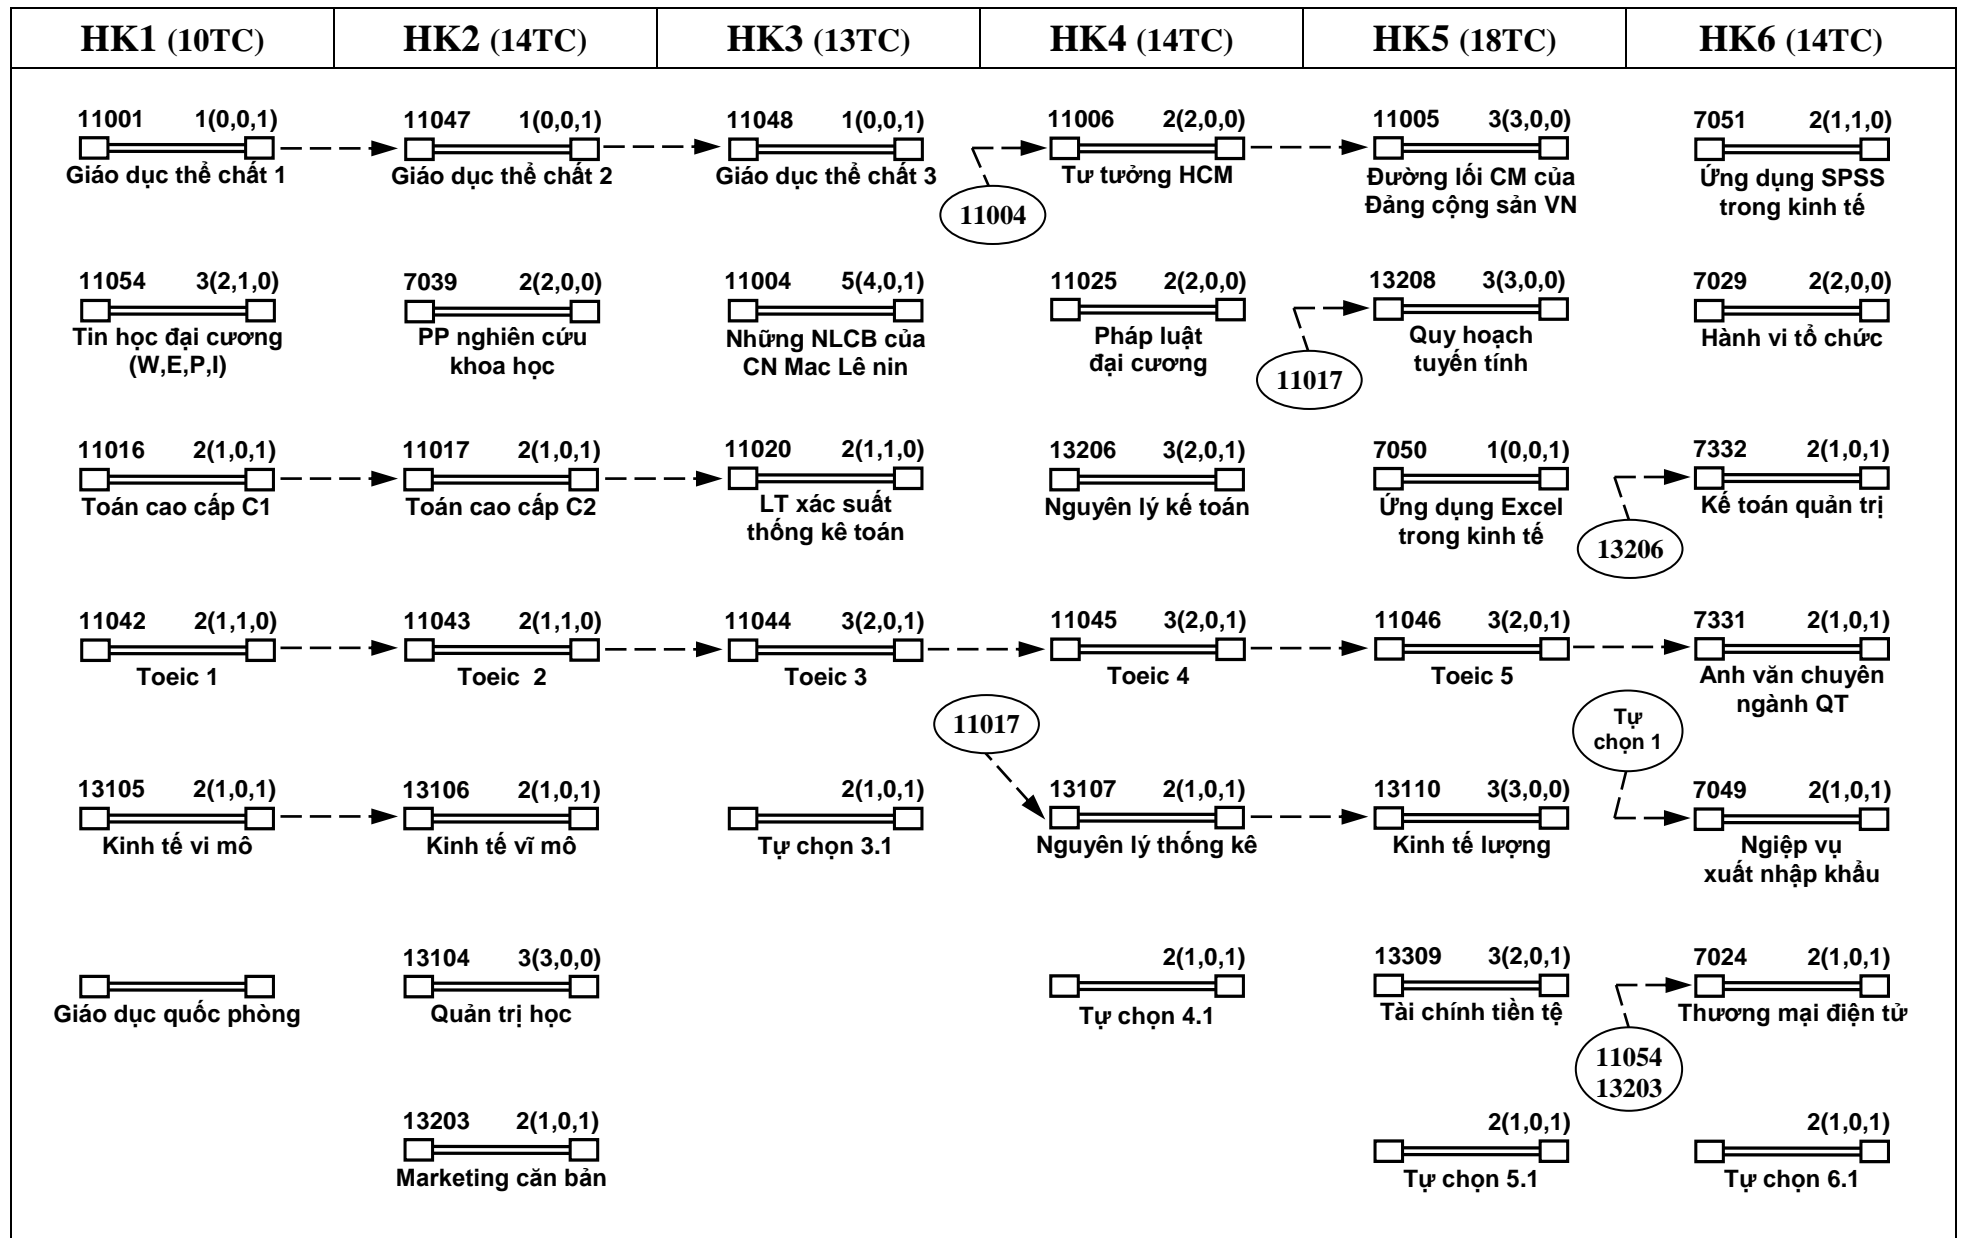 HK1 (10TC)
HK2 (14TC)
HK3 (13TC)
HK4 (14TC)
HK5 (18TC)
HK6 (14TC)
11001 1(0,0,1)
Giáo dục thể chất 1
11047 1(0,0,1)
Giáo dục thể chất 2
11048 1(0,0,1)
Giáo dục thể chất 3
11004
11006 2(2,0,0)
Tư tưởng HCM
11005 3(3,0,0)
Đường lối CM của
Đảng cộng sản VN
7051 2(1,1,0)
Ứng dụng SPSS
trong kinh tế
11054 3(2,1,0)
Tin học đại cương
(W,E,P,I)
7039 2(2,0,0)
PP nghiên cứu
khoa học
11004 5(4,0,1)
Những NLCB của
CN Mac Lê nin
11025 2(2,0,0)
Pháp luật
đại cương
11017
13208 3(3,0,0)
Quy hoạch
tuyến tính
7029 2(2,0,0)
Hành vi tổ chức
11016 2(1,0,1)
Toán cao cấp C1
11017 2(1,0,1)
Toán cao cấp C2
11020 2(1,1,0)
LT xác suất
thống kê toán
13206 3(2,0,1)
Nguyên lý kế toán
7050 1(0,0,1)
Ứng dụng Excel
trong kinh tế
13206
7332 2(1,0,1)
Kế toán quản trị
11042 2(1,1,0)
Toeic 1
11043 2(1,1,0)
Toeic 2
11044 3(2,0,1)
Toeic 3
11045 3(2,0,1)
Toeic 4
11046 3(2,0,1)
Toeic 5
7331 2(1,0,1)
Anh văn chuyên
ngành QT
13105 2(1,0,1)
Kinh tế vi mô
13106 2(1,0,1)
Kinh tế vĩ mô
2(1,0,1)
Tự chọn 3.1
11017
13107 2(1,0,1)
Nguyên lý thống kê
13110 3(3,0,0)
Kinh tế lượng
Tự
chọn 1
7049 2(1,0,1)
Ngiệp vụ
xuất nhập khẩu
Giáo dục quốc phòng
13104 3(3,0,0)
Quản trị học
2(1,0,1)
Tự chọn 4.1
13309 3(2,0,1)
Tài chính tiền tệ
11054
13203
7024 2(1,0,1)
Thương mại điện tử
13203 2(1,0,1)
Marketing căn bản
2(1,0,1)
Tự chọn 5.1
2(1,0,1)
Tự chọn 6.1